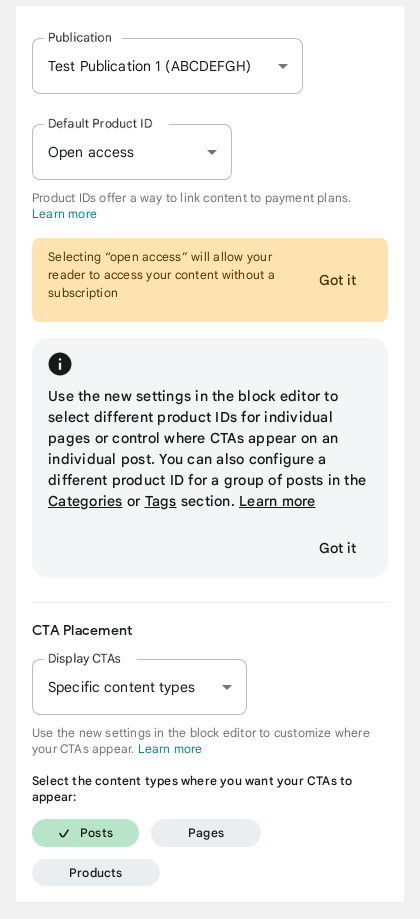 Publication
Test Publication 1 (ABCDEFGH)
Default Product ID
Open access
Product IDs offer a way to link content to payment plans.
Learn more
Selecting “open access” will allow your
reader to access your content without a
subscription
Got it
Use the new settings in the block editor to
select different product IDs for individual
pages or control where CTAs appear on an
individual post. You can also configure a
different product ID for a group of posts in the
Categories or Tags section. Learn more
Got it
CTA Placement
Display CTAs
Specific content types
Use the new settings in the block editor to customize where
your CTAs appear. Learn more
Select the content types where you want your CTAs to
appear:
Posts
Pages
Products